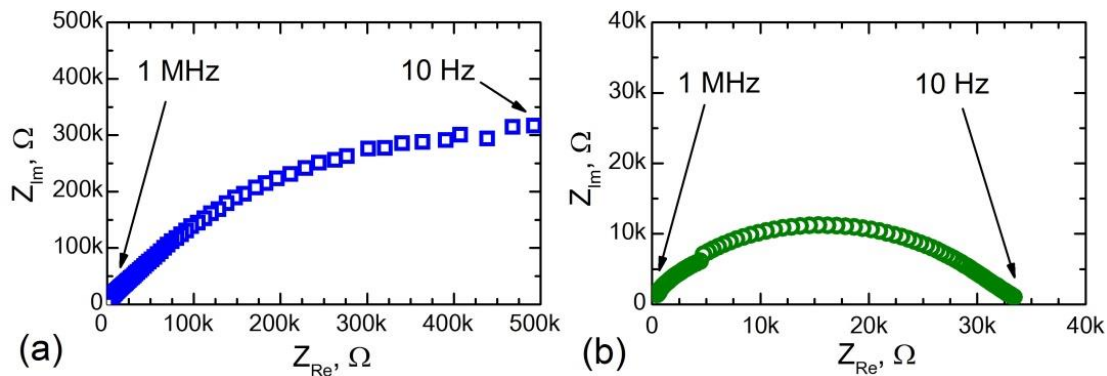 500k
400k
300k
200k
100k
0
Z_Im, Ω
1 MHz
10 Hz
0 100k 200k 300k 400k 500k
Z_Re, Ω
(a)
40k
30k
20k
10k
0
Z_Im, Ω
1 MHz
10 Hz
0 10k 20k 30k 40k
Z_Re, Ω
(b)